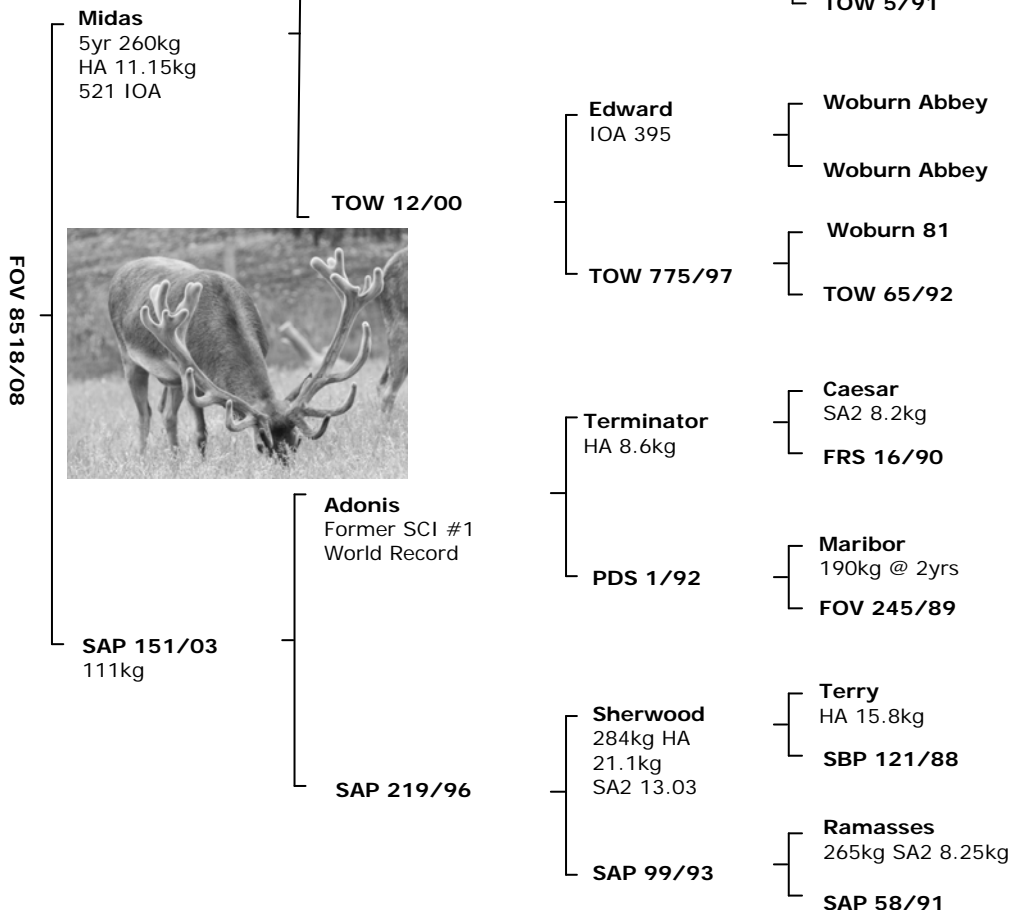 TOW 5/91
Midas
5yr 260kg
HA 11.15kg
521 IOA
Edward
IOA 395
Woburn Abbey
Woburn Abbey
TOW 12/00
Woburn 81
TOW 775/97
TOW 65/92
FOV 8518/08
Caesar
SA2 8.2kg
Terminator
HA 8.6kg
FRS 16/90
Adonis
Former SCI #1
World Record
Maribor
190kg @ 2yrs
PDS 1/92
FOV 245/89
SAP 151/03
111kg
Terry
HA 15.8kg
Sherwood
284kg HA
21.1kg
SA2 13.03
SBP 121/88
SAP 219/96
Ramasses
265kg SA2 8.25kg
SAP 99/93
SAP 58/91